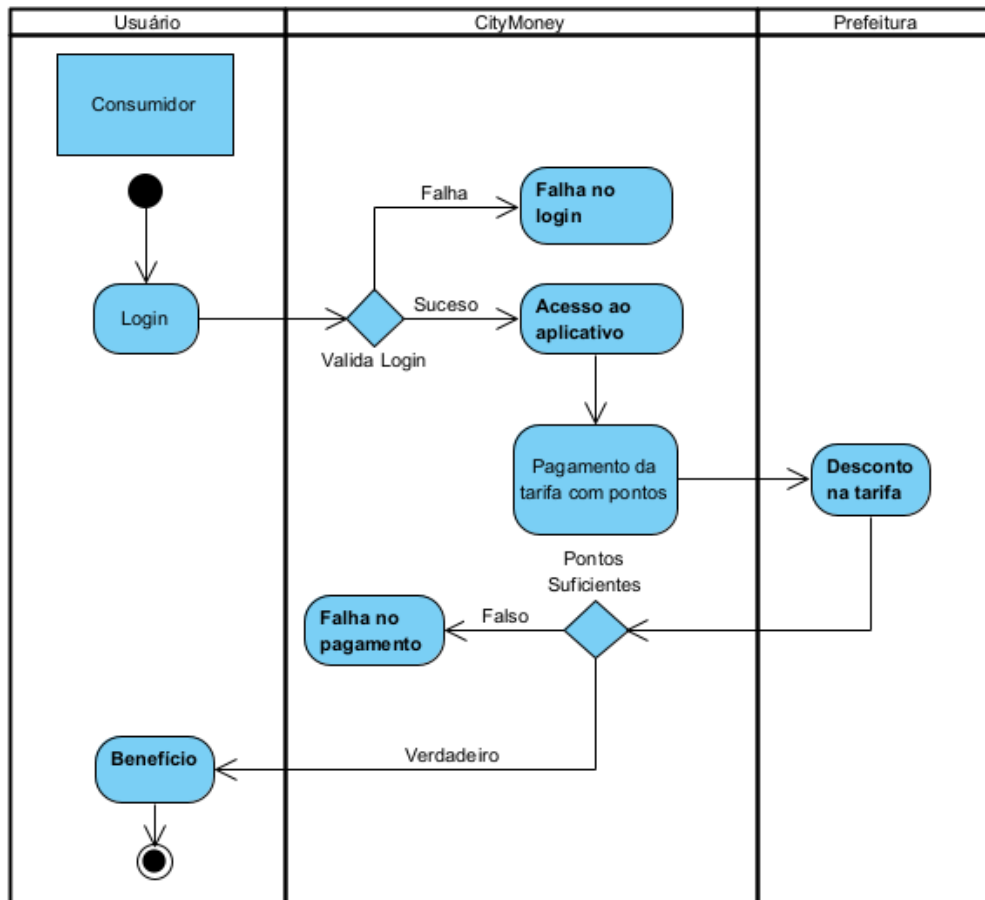 Usuário
CityMoney
Prefeitura
Consumidor
Falha
Falha no
login
Login
Suceso
Acesso ao
aplicativo
Valida Login
Pagamento da
tarifa com pontos
Desconto
na tarifa
Pontos
Suficientes
Falha no
pagamento
Falso
Benefício
Verdadeiro